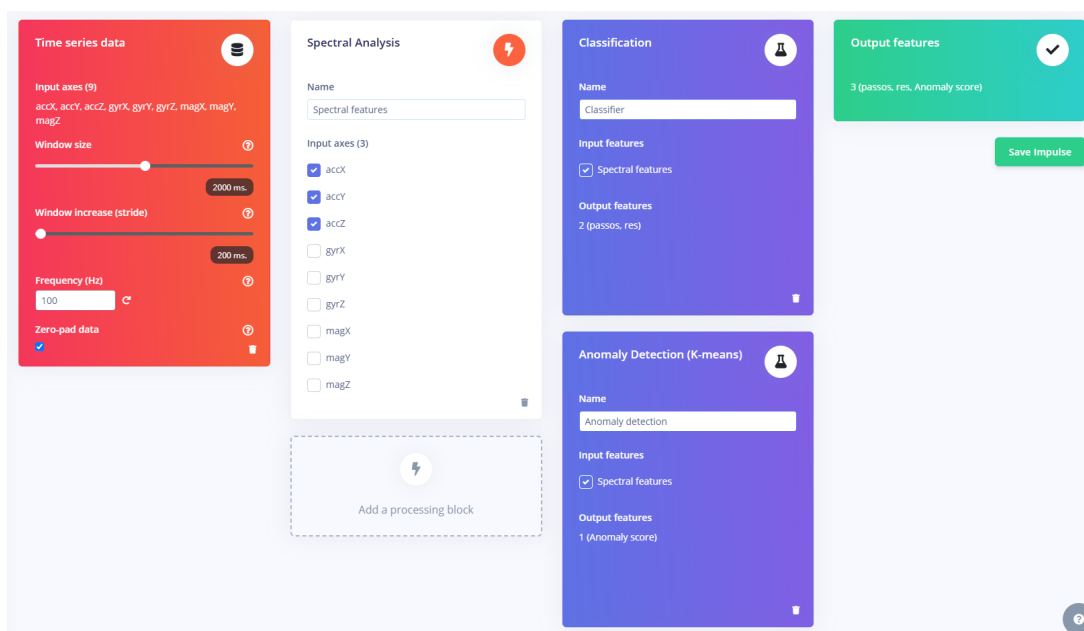 Time series data
Input axes (9)
accX, accY, accZ, gyrX, gyrY, gyrZ, magX, magY,
magZ
Window size
2000 ms.
Window increase (stride)
200 ms.
Frequency (Hz)
100
Zero-pad data
Spectral Analysis
Name
Spectral features
Input axes (3)
accX
accY
accZ
gyrX
gyrY
gyrZ
magX
magY
magZ
Add a processing block
Classification
Name
Classifier
Input features
Spectral features
Output features
2 (passos, res)
Anomaly Detection (K-means)
Name
Anomaly detection
Input features
Spectral features
Output features
1 (Anomaly score)
Output features
3 (passos, res, Anomaly score)
Save Impulse